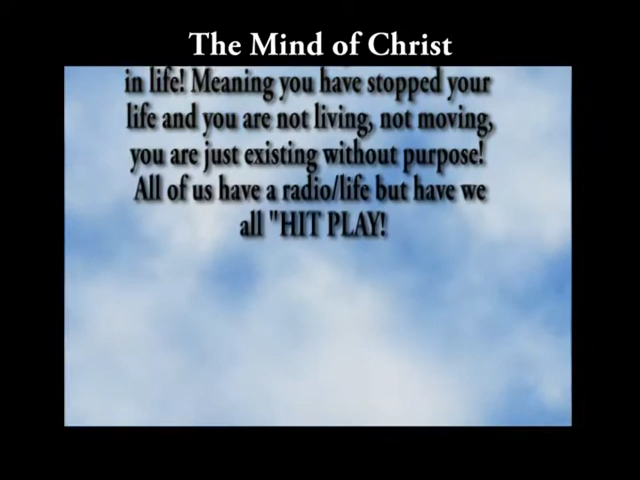 The Mind of Christ
in life! Meaning you have stopped your
life and you are not living, not moving,
you are just existing without purpose!
All of us have a radio/life but have we
all "HIT PLAY!